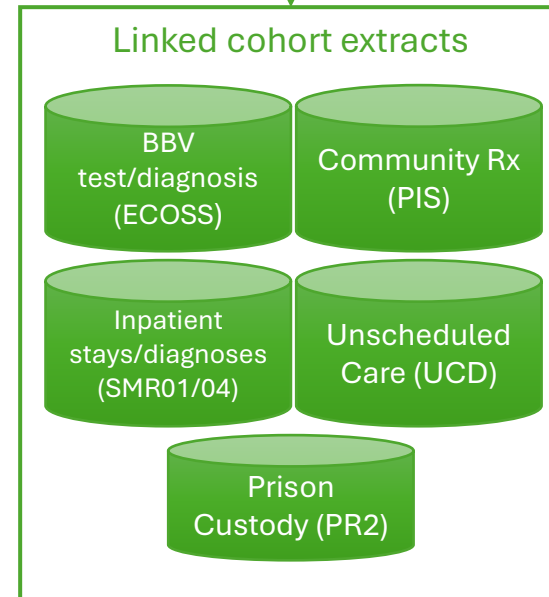 Linked cohort extracts
BBV
test/diagnosis
(ECOSS)
Community Rx
(PIS)
Inpatient
stays/diagnoses
(SMR01/04)
Unscheduled
Care (UCD)
Prison
Custody (PR2)